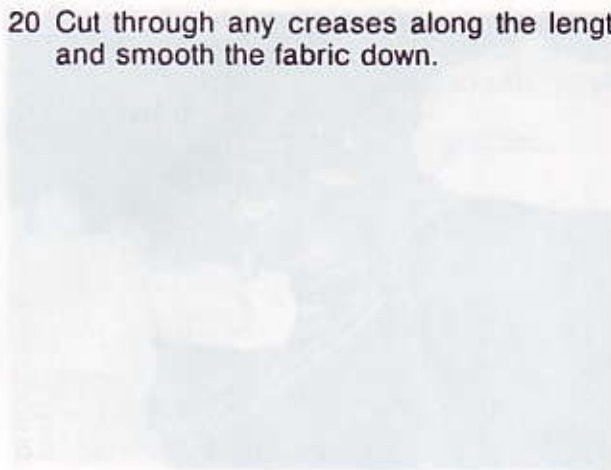 20 Cut through any creases along the lengt
and smooth the fabric down.